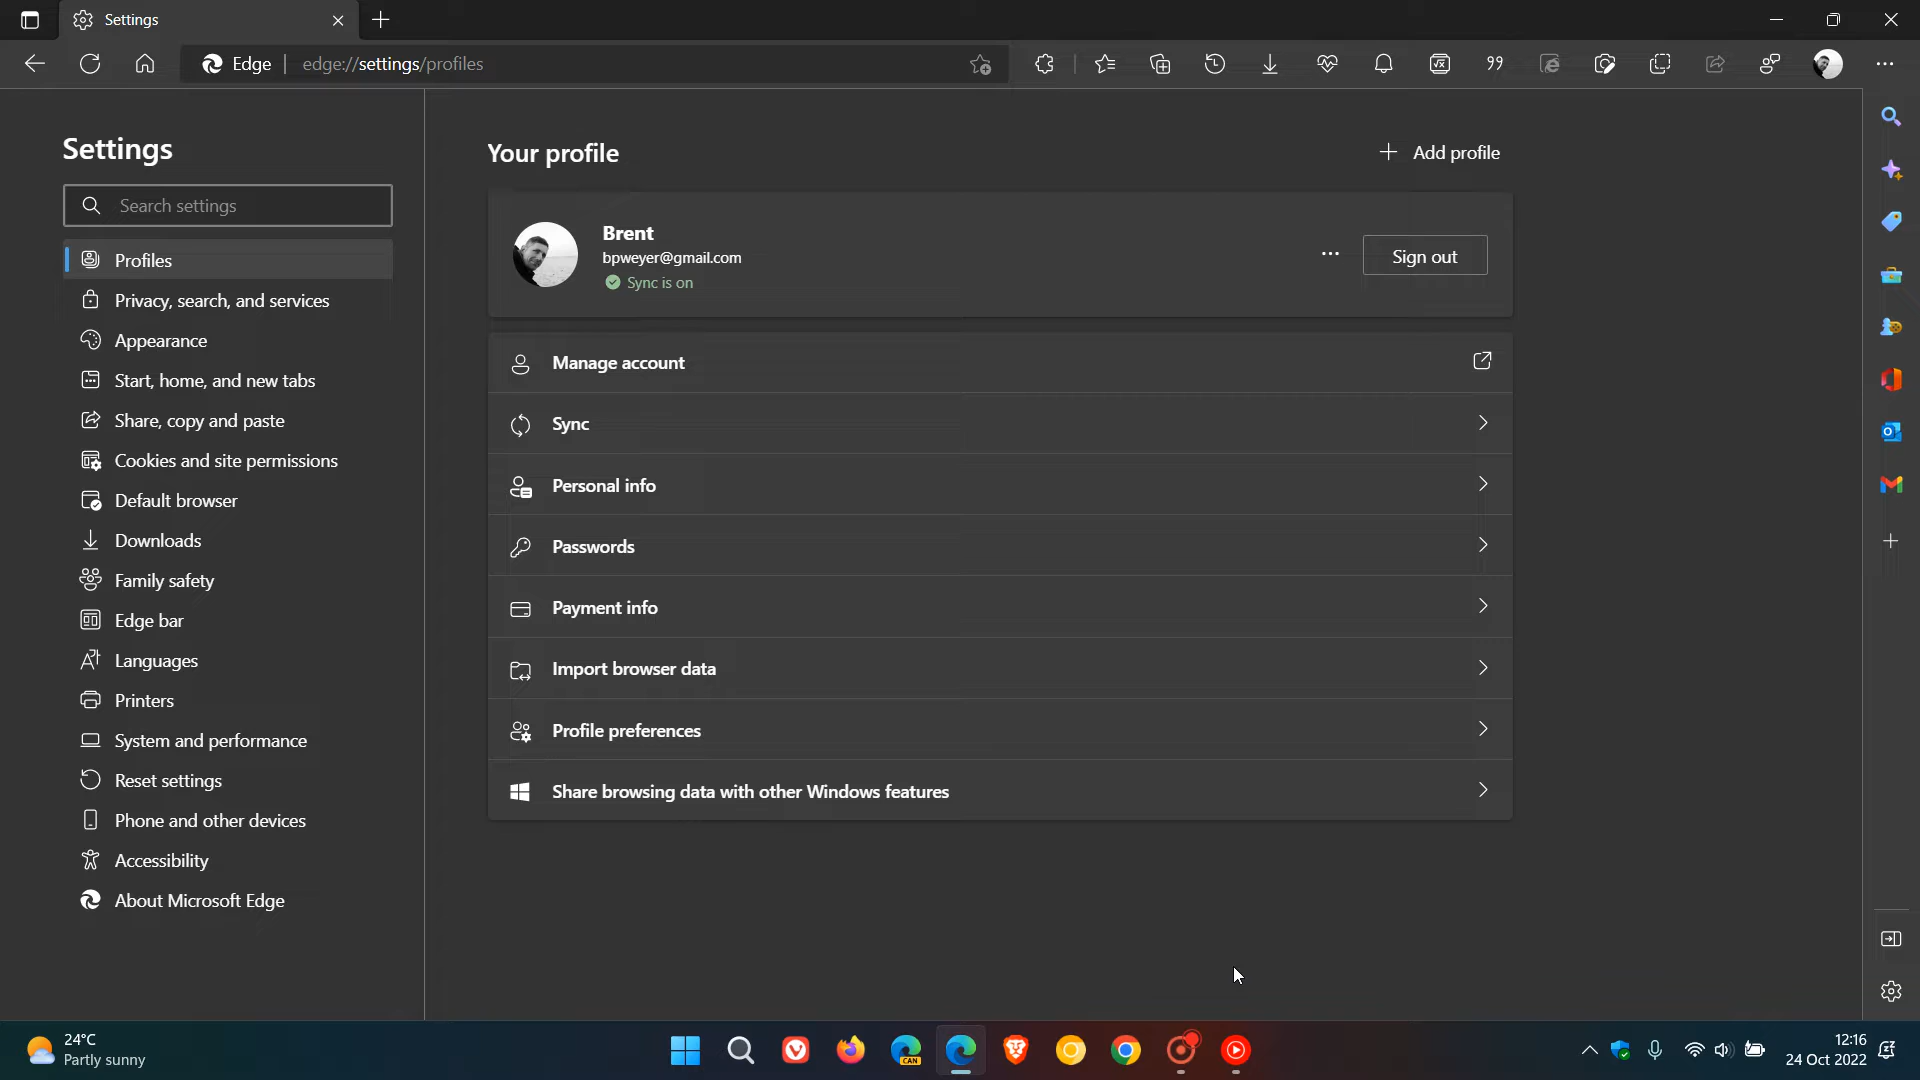 Settings
Edge
edge://settings/profiles
Settings
Search settings
Profiles
Privacy, search, and services
Appearance
Start, home, and new tabs
Share, copy and paste
Cookies and site permissions
Default browser
Downloads
Family safety
Edge bar
Languages
Printers
System and performance
Reset settings
Phone and other devices
Accessibility
About Microsoft Edge
Your profile
Add profile
Brent
bpweyer@gmail.com
Sync is on
Sign out
Manage account
Sync
Personal info
Passwords
Payment info
Import browser data
Profile preferences
Share browsing data with other Windows features
24°C
Partly sunny
CAN
12:16
24 Oct 2022